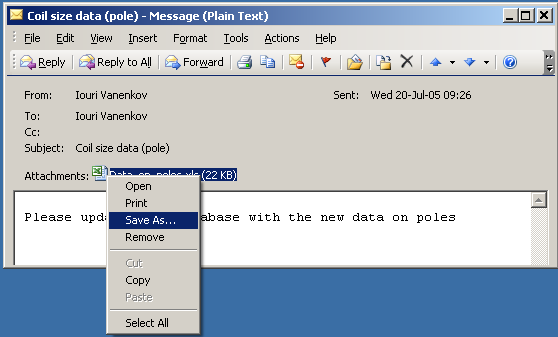 Coil size data (pole) - Message (Plain Text)
File Edit View Insert Format Tools Actions Help
Reply Reply to All Forward
From: Iouri Vanenkov Sent: Wed 20-Jul-05 09:26
To: Iouri Vanenkov
Cc:
Subject: Coil size data (pole)
Attachments: Data_on_poles.xls (22 KB)
Please upda abase with the new data on poles
Open
Print
Save As...
Remove
Cut
Copy
Paste
Select All